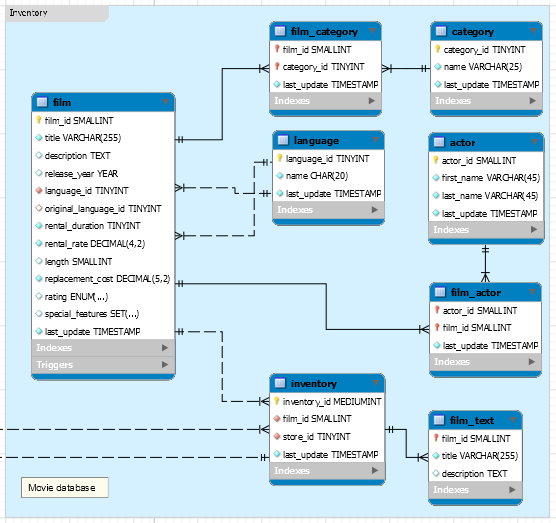 Inventory
film_category
film_id SMALLINT
category_id TINYINT
last_update TIMESTAMP
Indexes
category
category_id TINYINT
name VARCHAR(25)
last_update TIMESTAMP
Indexes
film
film_id SMALLINT
title VARCHAR(255)
description TEXT
release_year YEAR
language_id TINYINT
original_language_id TINYINT
rental_duration TINYINT
rental_rate DECIMAL(4,2)
length SMALLINT
replacement_cost DECIMAL(5,2)
rating ENUM(...)
special_features SET(...)
last_update TIMESTAMP
Indexes
Triggers
language
language_id TINYINT
name CHAR(20)
last_update TIMESTAMP
Indexes
actor
actor_id SMALLINT
first_name VARCHAR(45)
last_name VARCHAR(45)
last_update TIMESTAMP
Indexes
film_actor
actor_id SMALLINT
film_id SMALLINT
last_update TIMESTAMP
Indexes
inventory
inventory_id MEDIUMINT
film_id SMALLINT
store_id TINYINT
last_update TIMESTAMP
Indexes
film_text
film_id SMALLINT
title VARCHAR(255)
description TEXT
Indexes
Movie database